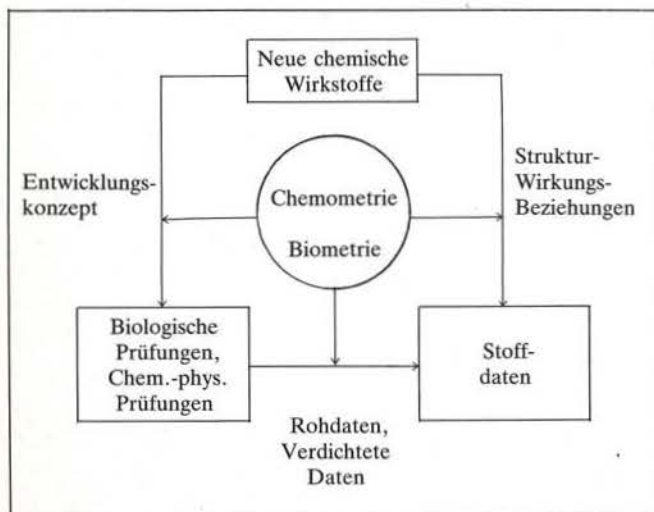 Neue chemische
Wirkstoffe
Entwicklungs-
konzept
Struktur-
Wirkungs-
Beziehungen
Chemometrie
Biometrie
Biologische
Prüfungen,
Chem.-phys.
Prüfungen
Stoff-
daten
Rohdaten,
Verdichtete
Daten